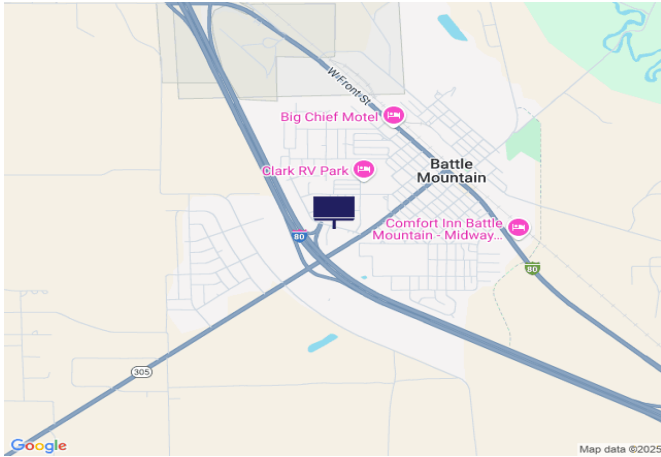 W Front St
Big Chief Motel
Clark RV Park
Battle
Mountain
Comfort Inn Battle
Mountain - Midway...
80
80
305
Google
Map data ©2025